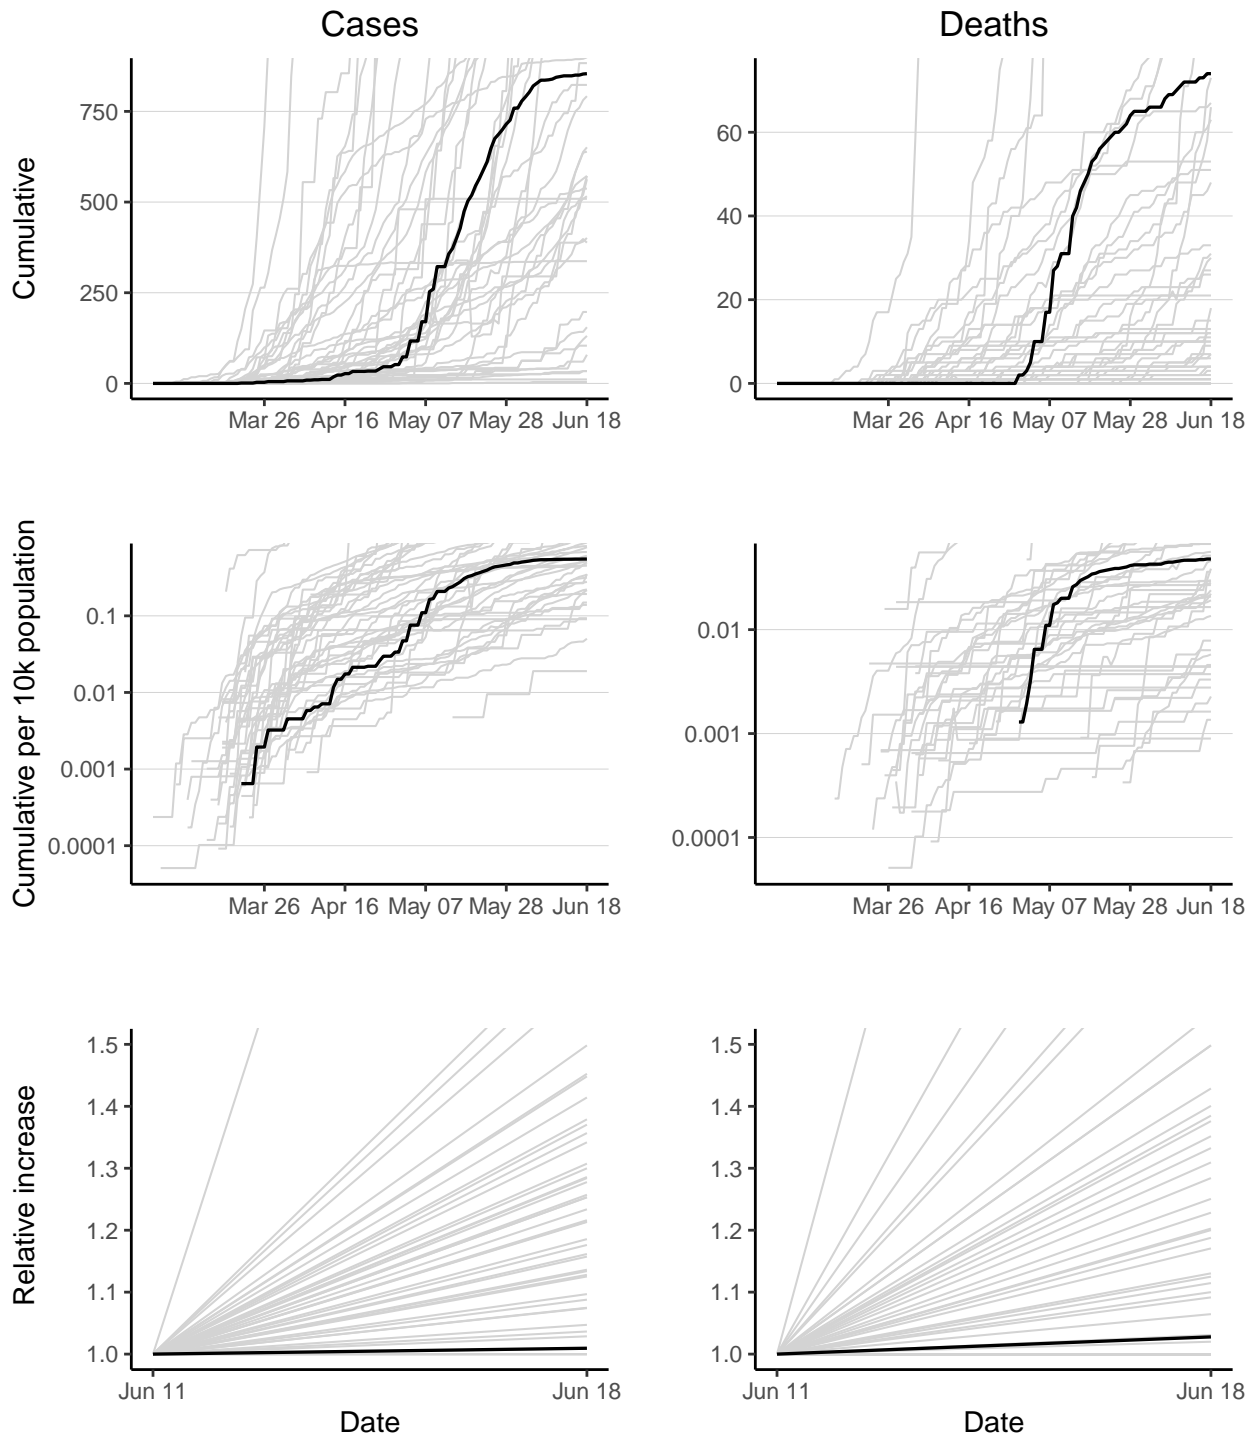 Cases Deaths
Cumulative
750
500
250
0
Mar 26 Apr 16 May 07 May 28 Jun 18
60
40
20
0
Mar 26 Apr 16 May 07 May 28 Jun 18
Cumulative per 10k population
0.1
0.01
0.001
0.0001
Mar 26 Apr 16 May 07 May 28 Jun 18
0.01
0.001
0.0001
Mar 26 Apr 16 May 07 May 28 Jun 18
Relative increase
1.5
1.4
1.3
1.2
1.1
1.0
Jun 11 Jun 18
Date
1.5
1.4
1.3
1.2
1.1
1.0
Jun 11 Jun 18
Date